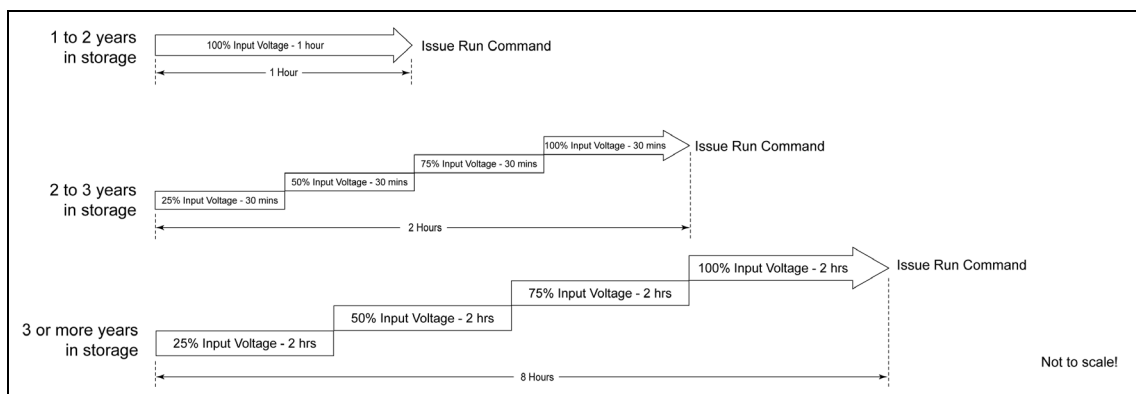 1 to 2 years
in storage
100% Input Voltage - 1 hour
Issue Run Command
1 Hour
2 to 3 years
in storage
25% Input Voltage - 30 mins
50% Input Voltage - 30 mins
75% Input Voltage - 30 mins
100% Input Voltage - 30 mins
Issue Run Command
2 Hours
3 or more years
in storage
25% Input Voltage - 2 hrs
50% Input Voltage - 2 hrs
75% Input Voltage - 2 hrs
100% Input Voltage - 2 hrs
Issue Run Command
8 Hours
Not to scale!